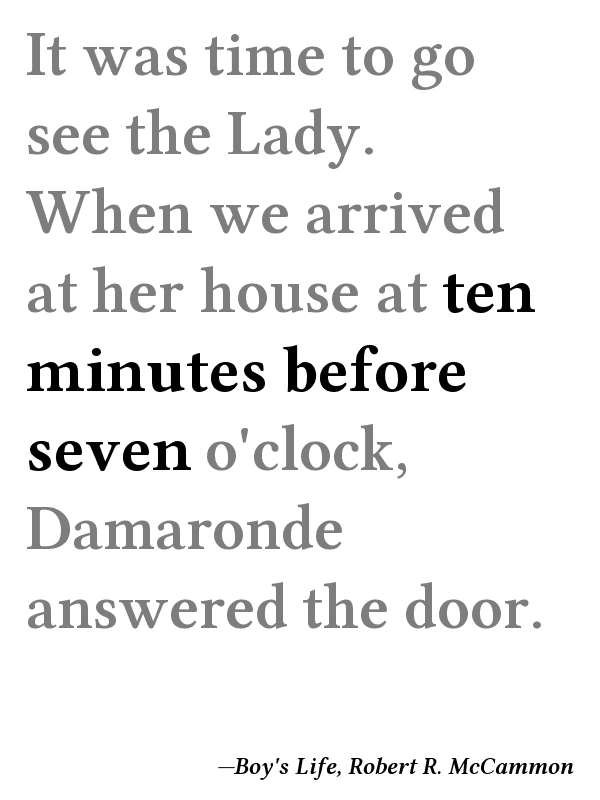 It was time to go
see the Lady.
When we arrived
at her house at ten
minutes before
seven o'clock,
Damaronde
answered the door.
—Boy's Life, Robert R. McCammon